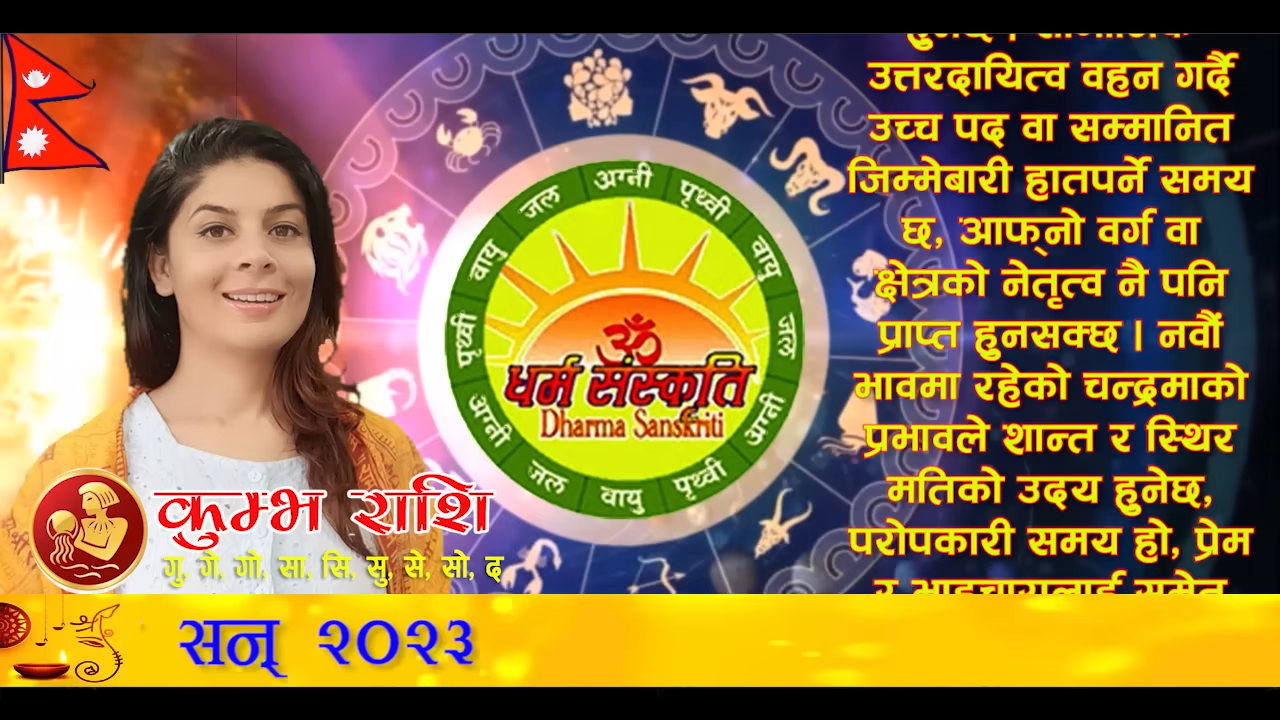 उत्तरदायित्व वहन गर्दै
उच्च पद वा सम्मानित
जिम्मेबारी हातपर्ने समय
छ, आफ्नो वर्ग वा
क्षेत्रको नेतृत्व नै पनि
प्राप्त हुनसक्छ । नवौं
भावमा रहेको चन्द्रमाको
प्रभावले शान्त र स्थिर
मतिको उदय हुनेछ,
परोपकारी समय हो, प्रेम
अग्नी
पृथ्वी
वायु
जल
अग्नी
पृथ्वी
वायु
जल
अग्नी
पृथ्वी
वायु
जल
ॐ
धर्म संस्कृति
Dharma Sanskriti
कुम्भ राशि
गु, गे, गो, सा, सि, सु, से, सो, द
श्री
सन् २०२३